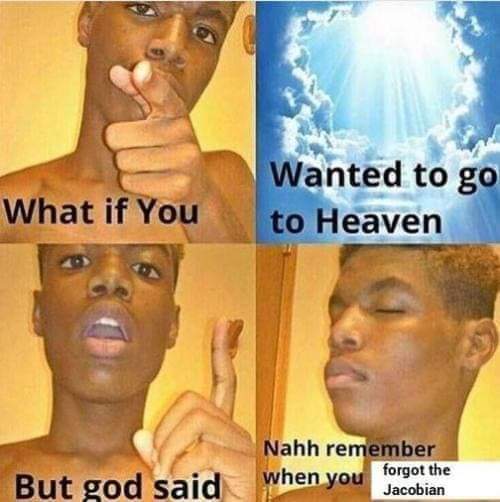 What if You
Wanted to go
to Heaven
But god said
Nahh remember
when you forgot the
Jacobian